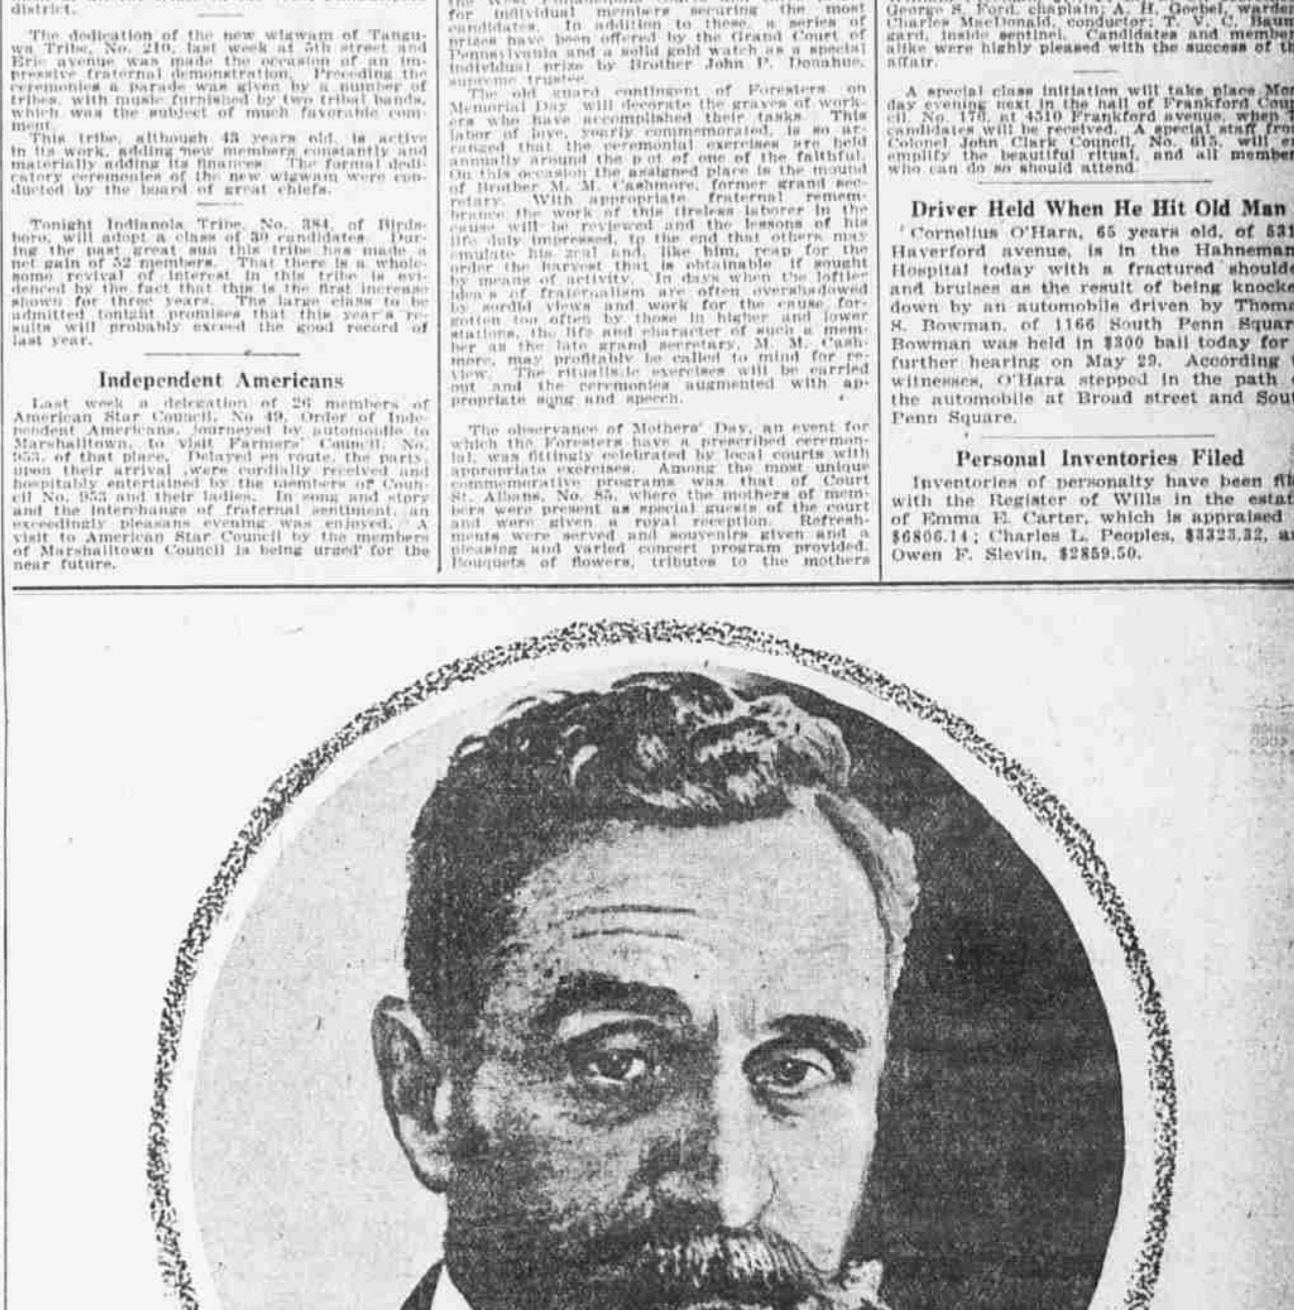 district.
The dedication of the new wigwam of Tangu-
wa Tribe, No. 210, last week at 5th street and
Erie avenue was made the occasion of an im-
pressive fraternal demonstration. Preceding the
ceremonies a parade was given by a number of
tribes, with music furnished by two tribal bands,
which was the subject of much favorable com-
ment.
This tribe, although 43 years old, is active
in its work, adding new members constantly and
materially adding its finances. The formal dedi-
catory ceremonies of the new wigwam were con-
ducted by the board of great chiefs.
Tonight Indianola Tribe, No. 384, of Birds-
boro, will adopt a class of 30 candidates. Dur-
ing the past great sun this tribe has made a
net gain of 52 members. That there is a whole-
some revival of interest in this tribe is evi-
denced by the fact that this is the first increase
shown for three years. The large class to be
admitted tonight promises that this year's re-
sults will probably exceed the good record of
last year.
Independent Americans
Last week a delegation of 26 members of
American Star Council, No 49, Order of Inde-
pendent Americans, journeyed by automobile to
Marshalltown, to visit Farmers' Council, No.
953, of that place. Delayed en route, the party,
upon their arrival ,were cordially received and
hospitably entertained by the members of Coun-
cil No. 953 and their ladies. In song and story
and the interchange of fraternal sentiment, an
exceedingly pleasans evening was enjoyed. A
visit to American Star Council by the members
of Marshalltown Council is being urged for the
near future.
for individual members securing the most
candidates. In addition to these, a series of
prizes have been offered by the Grand Court of
Pennsylvania and a solid gold watch as a special
individual prize by Brother John P. Donahue,
supreme trustee.
The old guard contingent of Foresters on
Memorial Day will decorate the graves of work-
ers who have accomplished their tasks. This
labor of love, yearly commemorated, is so ar-
ranged that the ceremonial exercises are held
annually around the p ot of one of the faithful.
On this occasion the assigned place is the mound
of Brother M. M. Cashmore, former grand sec-
retary. With appropriate fraternal remem-
brance the work of this tireless laborer in the
cause will be reviewed and the lessons of his
life duly impressed, to the end that others may
emulate his zeal and, like him, reap for the
order the harvest that is obtainable if sought
by means of activity. In days when the loftier
idea s of fraternalism are often overshadowed
by sordid views and work for the cause for-
gotten too often by those in higher and lower
stations, the life and character of such a mem-
ber as the late grand secretary, M. M. Cash-
more, may profitably be called to mind for re-
view. The ritualistic exercises will be carried
out and the ceremonies augmented with ap-
propriate song and speech.
The observance of Mothers' Day, an event for
which the Foresters have a prescribed ceremon-
ial, was fittingly celebrated by local courts with
appropriate exercises. Among the most unique
commemorative programs was that of Court
St. Albans, No. 85, where the mothers of mem-
bers were present as special guests of the court
and were given a royal reception. Refresh-
ments were served and souvenirs given and a
pleasing and varied concert program provided.
Bouquets of flowers, tributes to the mothers
George S. Ford, chaplain; A. H. Goebel, warden
Charles MacDonald, conductor; T. V. C. Baum
gard, inside sentinel. Candidates and member
alike were highly pleased with the success of th
affair.
A special class initiation will take place Mon
day evening next in the hall of Frankford Coun
cil, No. 170, at 4510 Frankford avenue, when 7
candidates will be received. A special staff from
Colonel John Clark Council, No. 615, will ex
emplify the beautiful ritual, and all member
who can do so should attend.
Driver Held When He Hit Old Man
Cornelius O'Hara, 65 years old, of 531
Haverford avenue, is in the Hahneman
Hospital today with a fractured shoulde
and bruises as the result of being knocke
down by an automobile driven by Thoma
S. Bowman, of 1166 South Penn Squar
Bowman was held in $300 bail today for
further hearing on May 29. According t
witnesses, O'Hara stepped in the path o
the automobile at Broad street and Sout
Penn Square.
Personal Inventories Filed
Inventories of personalty have been file
with the Register of Wills in the estat
of Emma E. Carter, which is appraised
$6806.14; Charles L. Peoples, $3323.32, an
Owen F. Slevin, $2859.50.